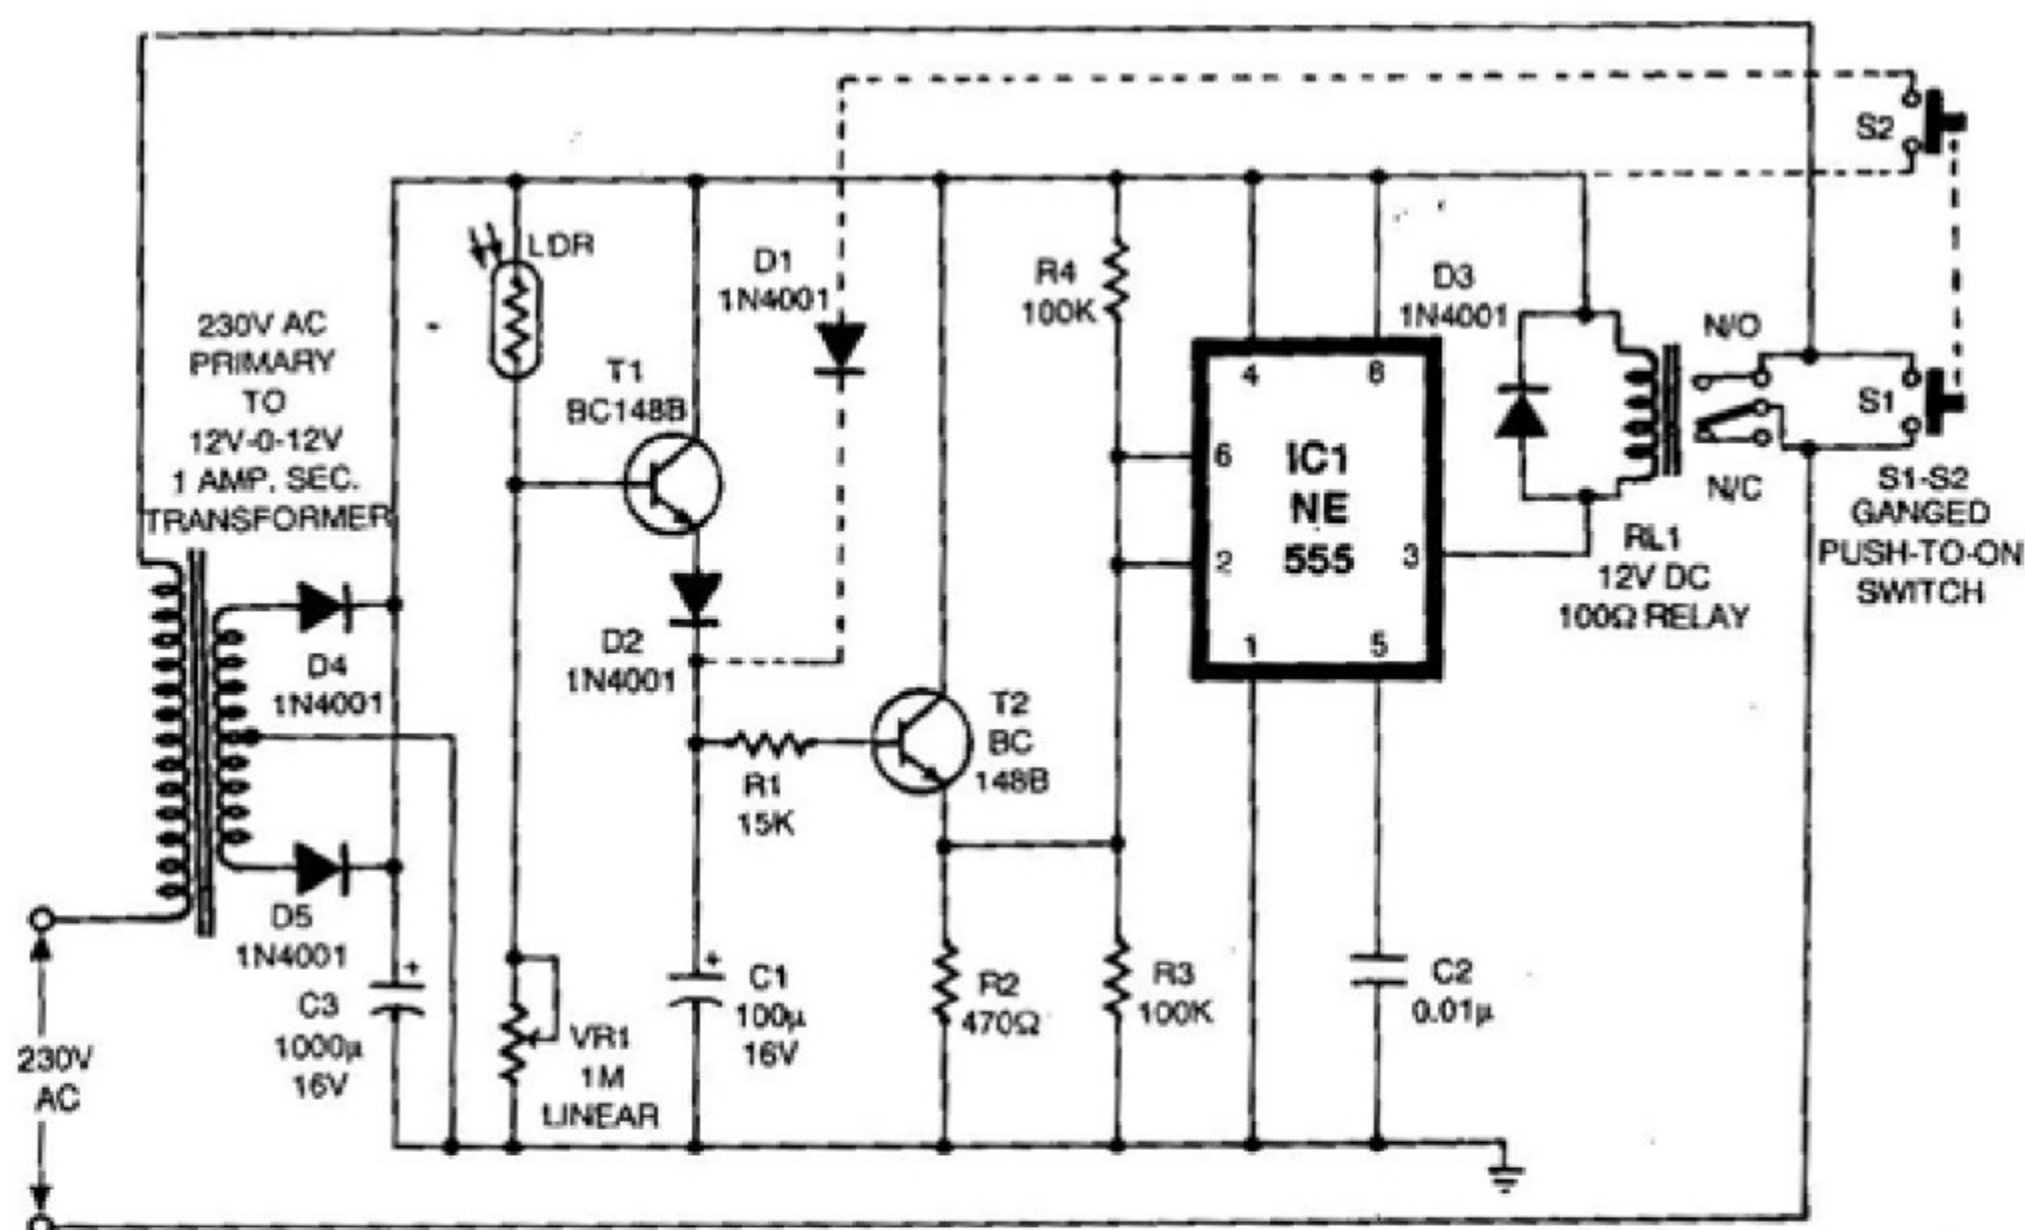 230V AC
PRIMARY
TO
12V-0-12V
1 AMP. SEC.
TRANSFORMER
LDR
T1
BC148B
D1
1N4001
R4
100K
D3
1N4001
N/O
S2
S1
N/C
S1-S2
GANGED
PUSH-TO-ON
SWITCH
4
8
6
2
3
1
5
IC1
NE
555
RL1
12V DC
100Ω RELAY
D4
1N4001
D2
1N4001
T2
BC
148B
R1
15K
D5
1N4001
+
C3
1000µ
16V
VR1
1M
LINEAR
+
C1
100µ
16V
R2
470Ω
R3
100K
C2
0.01µ
230V
AC